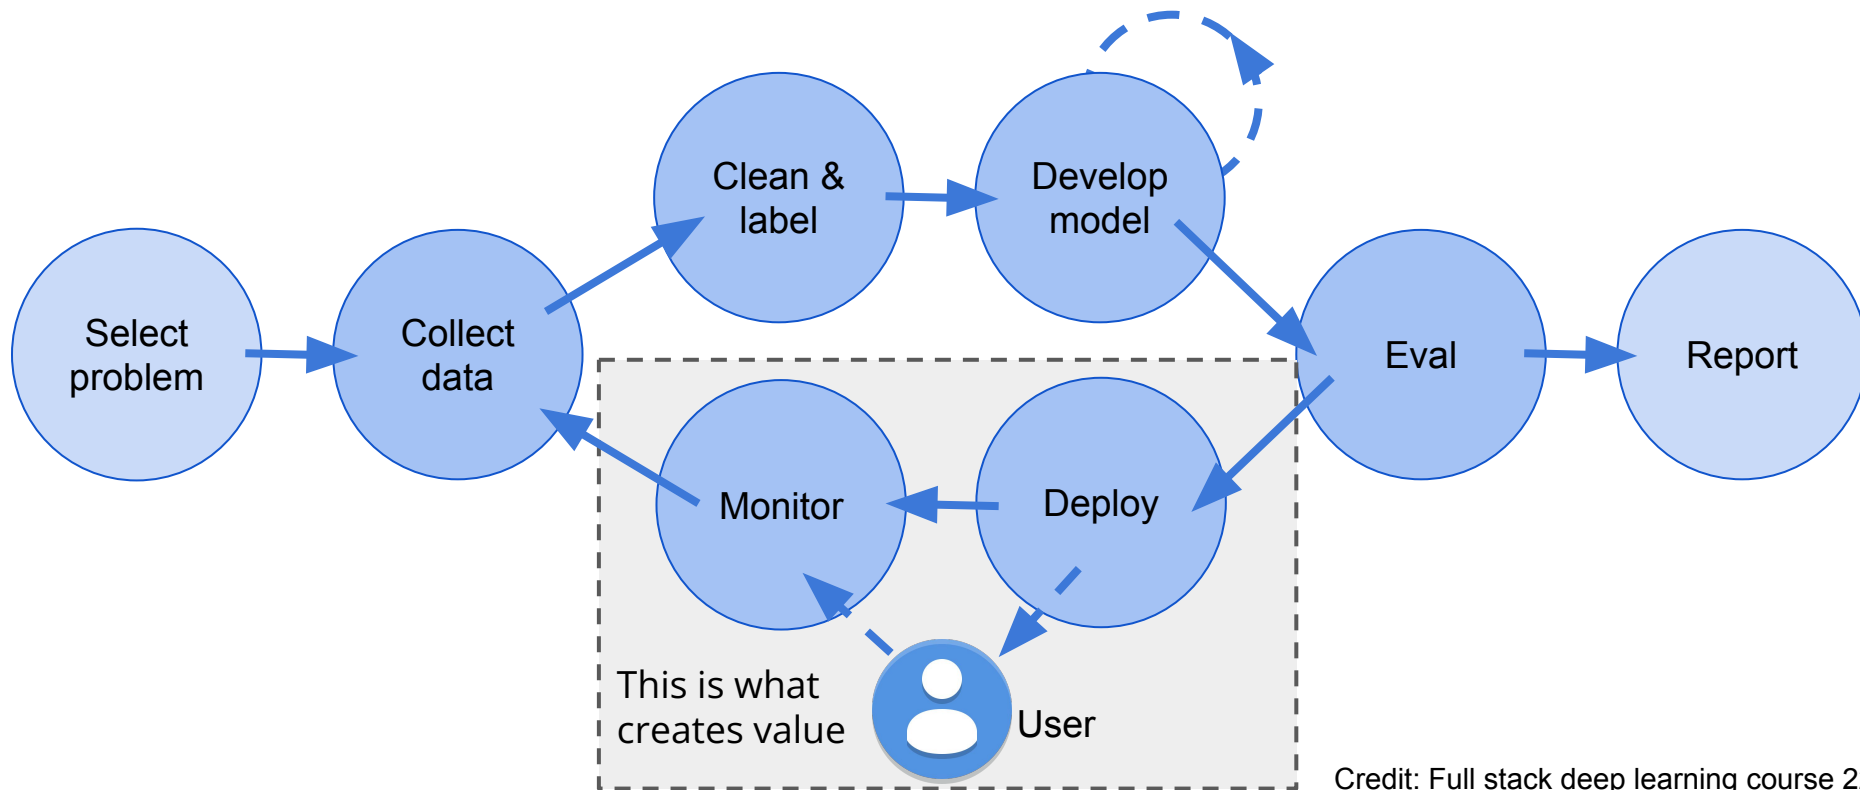 Clean &
label
Develop
model
Select
problem
Collect
data
Eval
Report
Monitor
Deploy
This is what
creates value
User
Credit: Full stack deep learning course 2